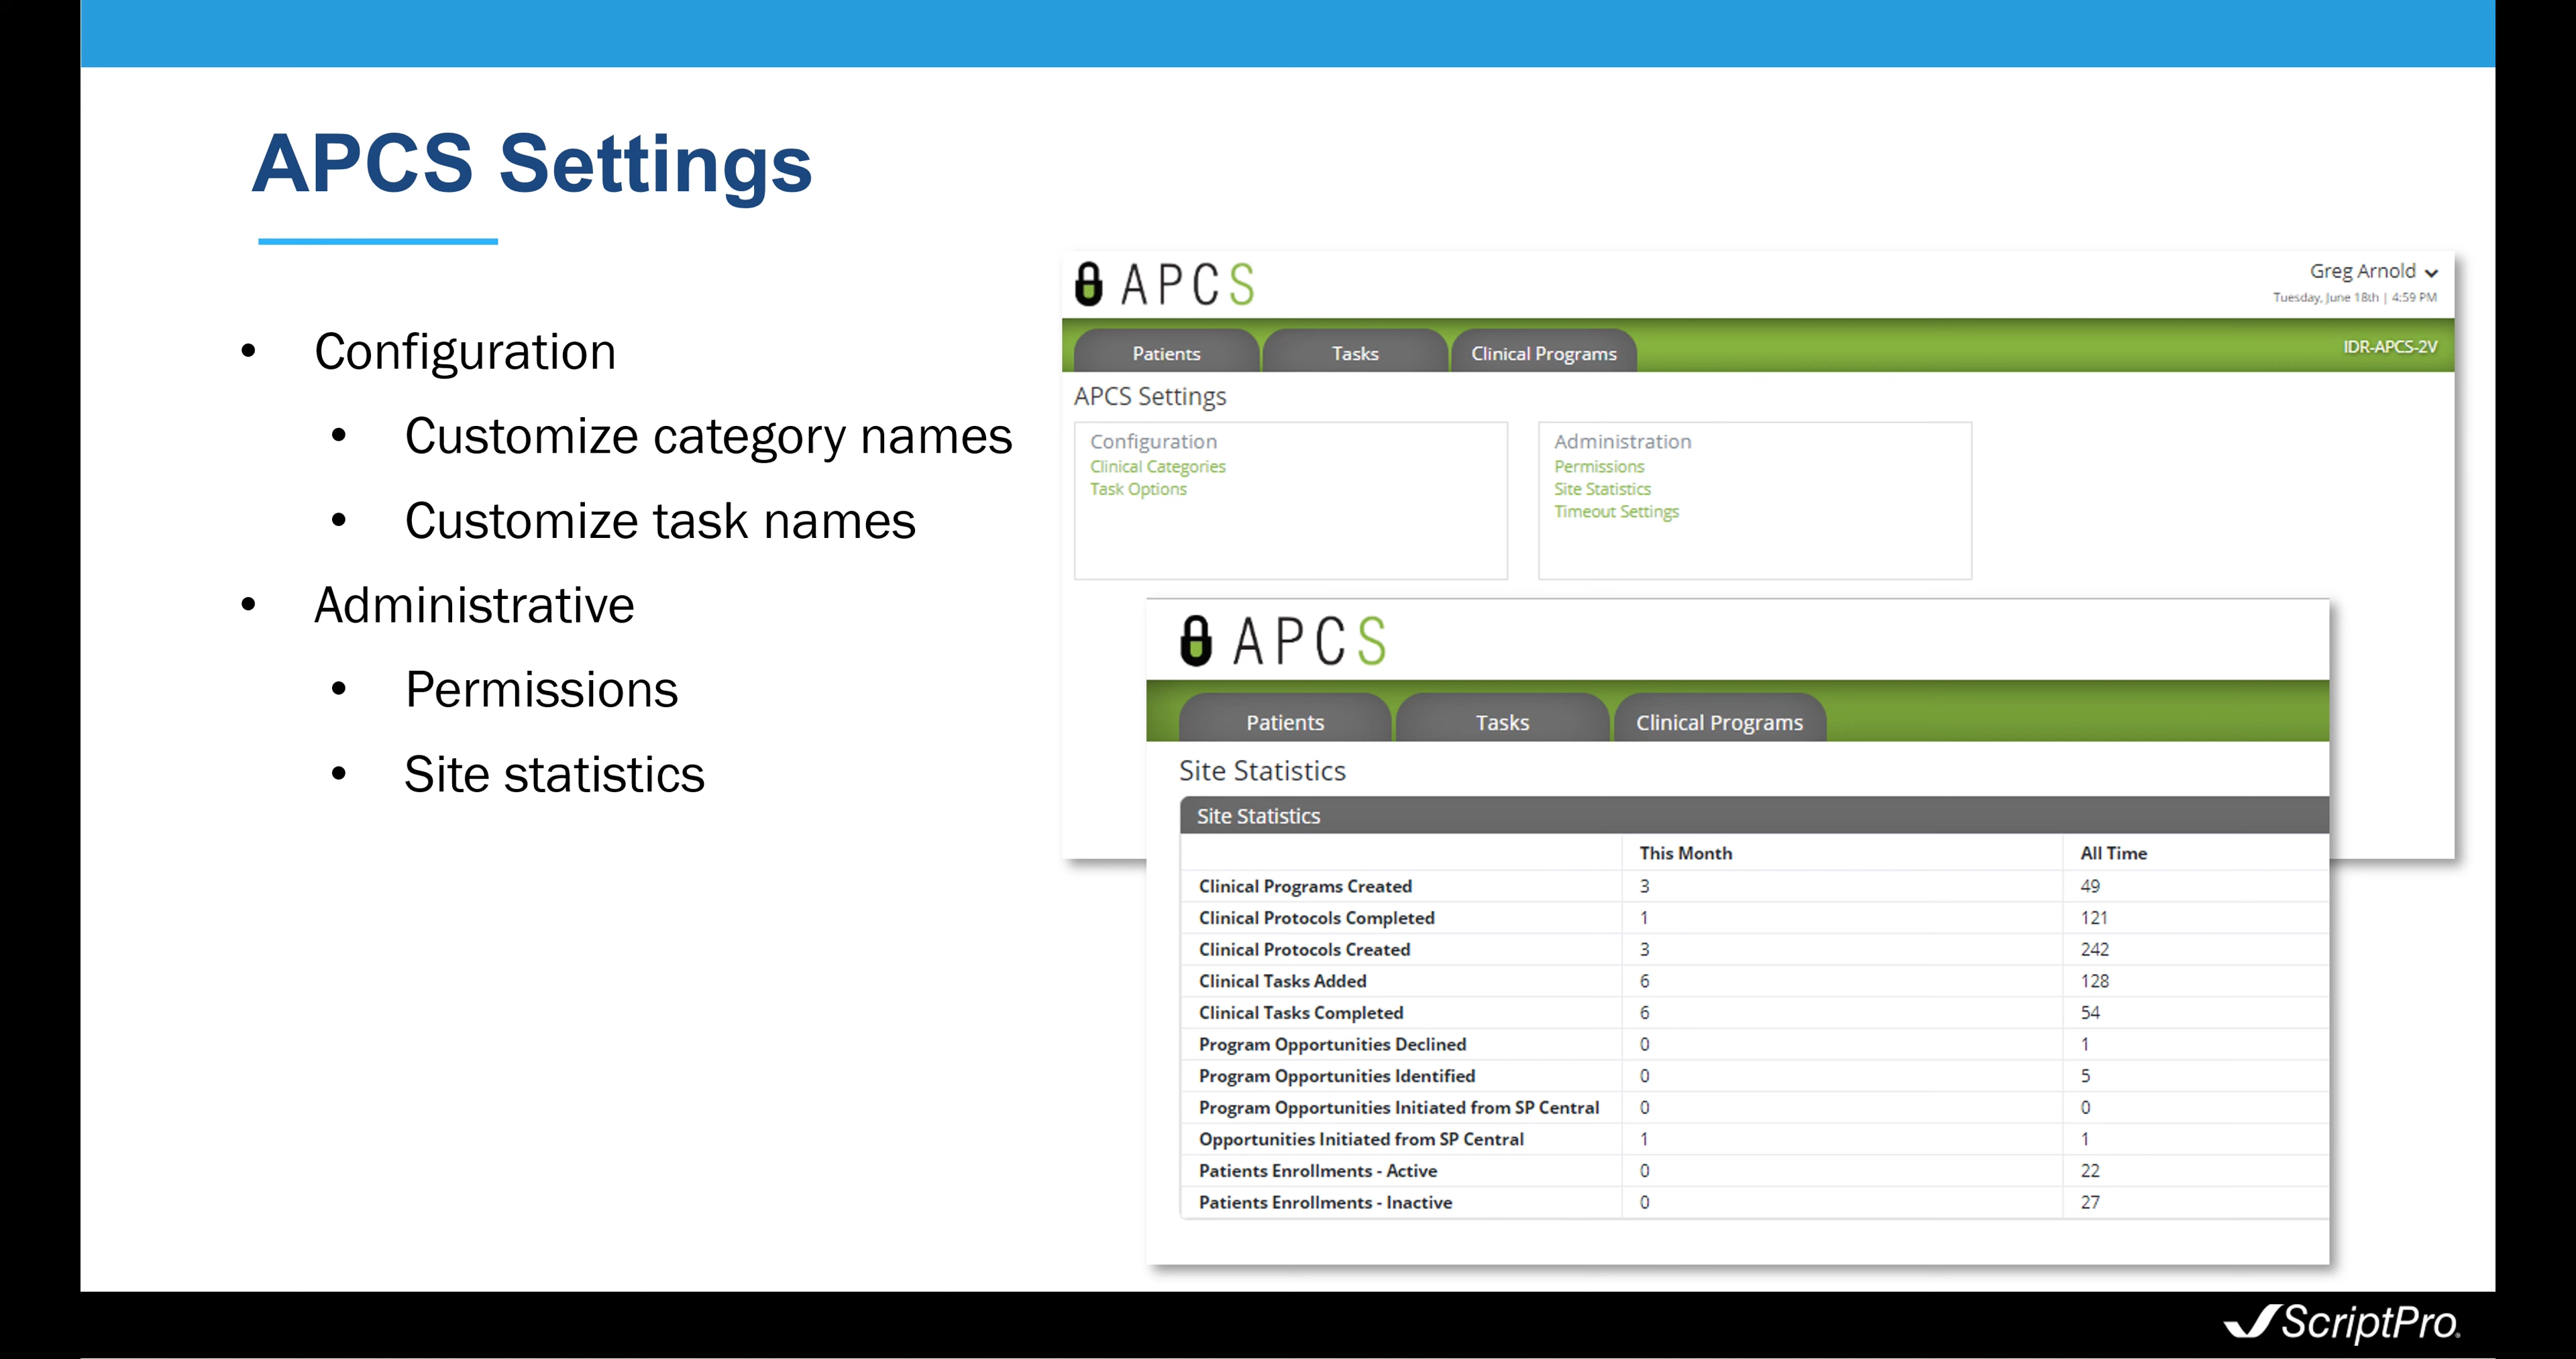 APCS Settings
• Configuration
• Customize category names
• Customize task names
• Administrative
• Permissions
• Site statistics
APCS
Greg Arnold
Tuesday, June 18th | 4:59 PM
Patients Tasks Clinical Programs IDR-APCS-2V
APCS Settings
Configuration
Clinical Categories
Task Options
Administration
Permissions
Site Statistics
Timeout Settings
APCS
Patients Tasks Clinical Programs
Site Statistics
Site Statistics
This Month All Time
Clinical Programs Created 3 49
Clinical Protocols Completed 1 121
Clinical Protocols Created 3 242
Clinical Tasks Added 6 128
Clinical Tasks Completed 6 54
Program Opportunities Declined 0 1
Program Opportunities Identified 0 5
Program Opportunities Initiated from SP Central 0 0
Opportunities Initiated from SP Central 1 1
Patients Enrollments - Active 0 22
Patients Enrollments - Inactive 0 27
ScriptPro®